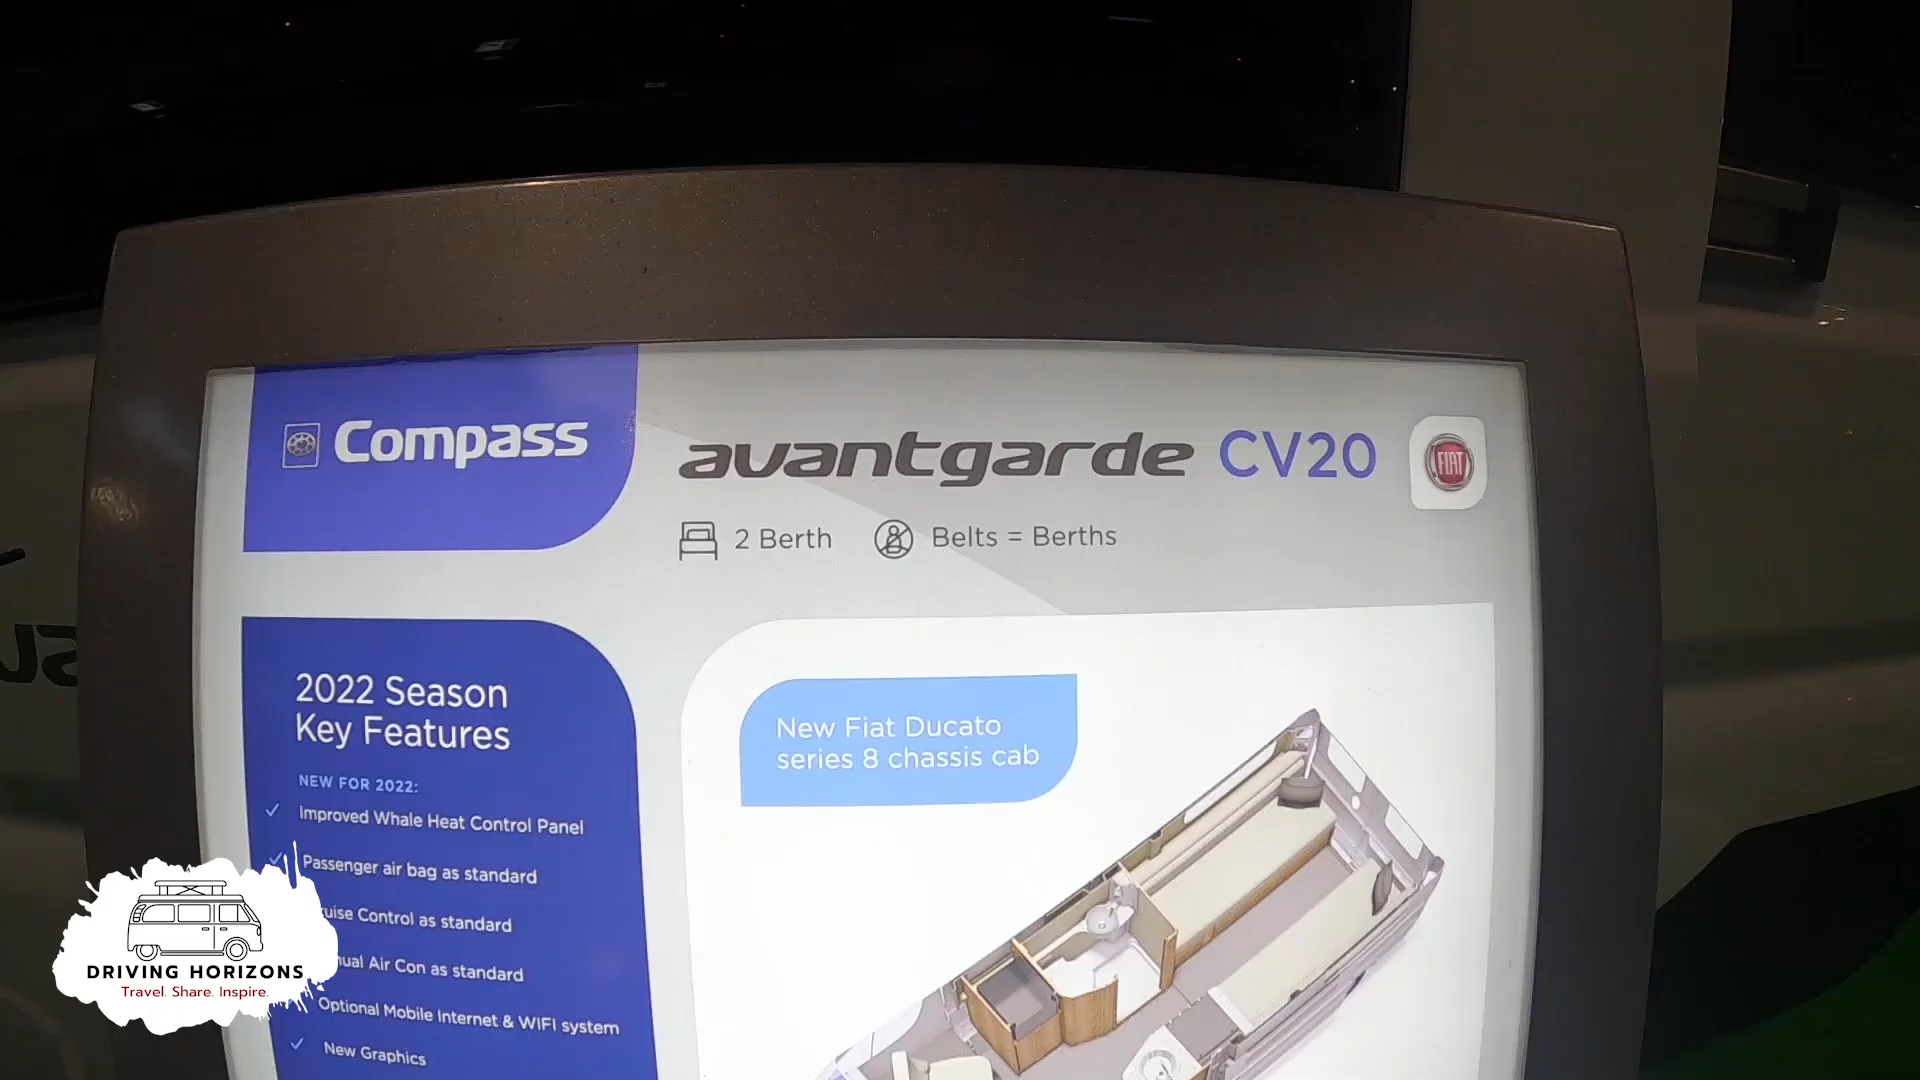 Compass
avantgarde CV20
FIAT
2 Berth
Belts = Berths
2022 Season
Key Features
NEW FOR 2022:
Improved Whale Heat Control Panel
Passenger air bag as standard
ruise Control as standard
nual Air Con as standard
Optional Mobile Internet & WIFI system
New Graphics
New Fiat Ducato
series 8 chassis cab
DRIVING HORIZONS
Travel. Share. Inspire.